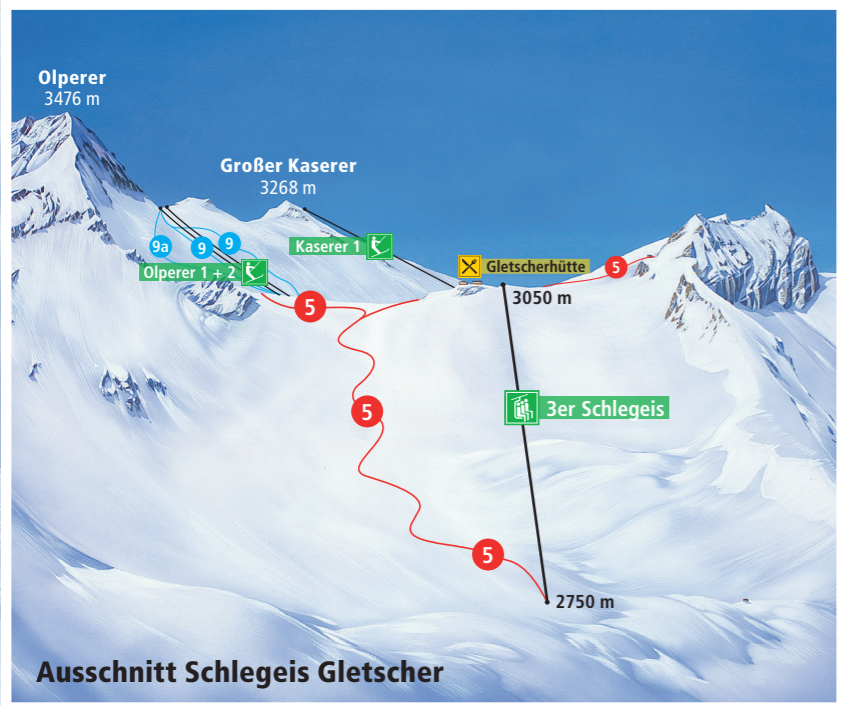 Olperer
3476 m
Großer Kaserer
3268 m
9a
9
9
Kaserer 1
Olperer 1 + 2
Gletscherhütte
5
3050 m
5
5
3er Schlegeis
5
2750 m
Ausschnitt Schlegeis Gletscher